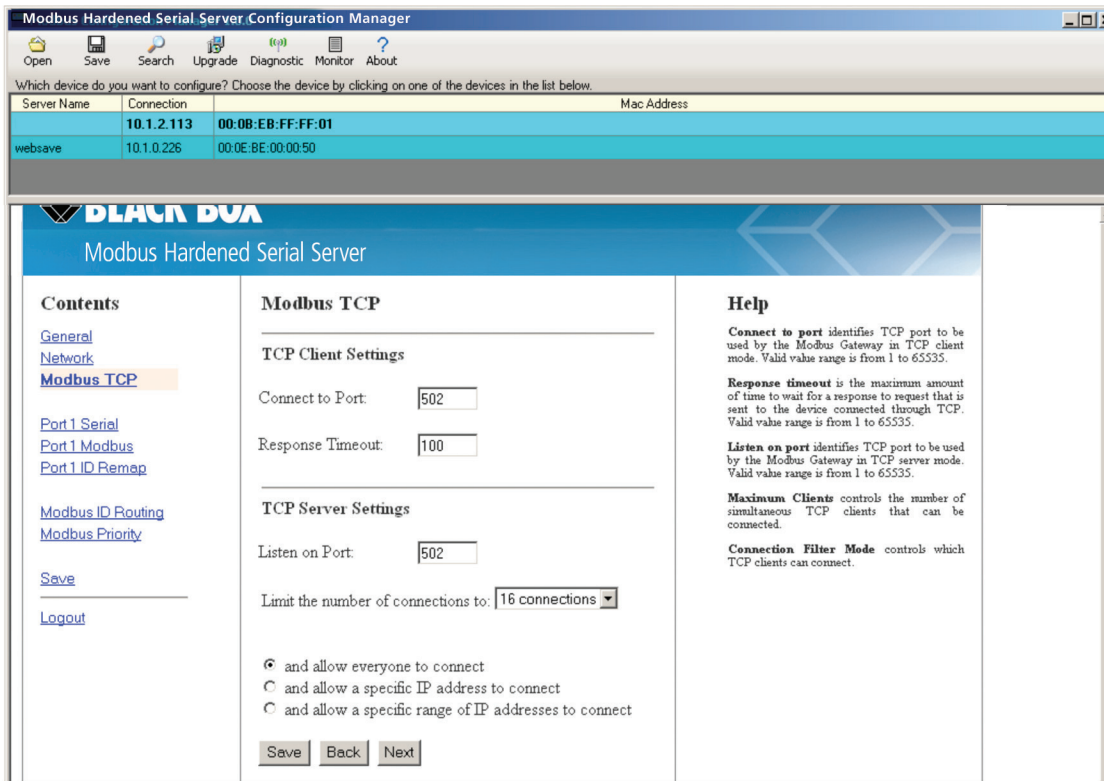 Modbus Hardened Serial Server Configuration Manager
Open Save Search Upgrade Diagnostic Monitor About
Which device do you want to configure? Choose the device by clicking on one of the devices in the list below.
Server Name Connection Mac Address
10.1.2.113 00:0B:EB:FF:FF:01
websave 10.1.0.226 00:0E:BE:00:00:50
BLACK BOX
Modbus Hardened Serial Server
Contents
General
Network
Modbus TCP
Port 1 Serial
Port 1 Modbus
Port 1 ID Remap
Modbus ID Routing
Modbus Priority
Save
Logout
Modbus TCP
TCP Client Settings
Connect to Port: 502
Response Timeout: 100
TCP Server Settings
Listen on Port: 502
Limit the number of connections to: 16 connections
and allow everyone to connect
and allow a specific IP address to connect
and allow a specific range of IP addresses to connect
Save Back Next
Help
Connect to port identifies TCP port to be
used by the Modbus Gateway in TCP client
mode. Valid value range is from 1 to 65535.
Response timeout is the maximum amount
of time to wait for a response to request that is
sent to the device connected through TCP.
Valid value range is from 1 to 65535.
Listen on port identifies TCP port to be used
by the Modbus Gateway in TCP server mode.
Valid value range is from 1 to 65535.
Maximum Clients controls the number of
simultaneous TCP clients that can be
connected.
Connection Filter Mode controls which
TCP clients can connect.